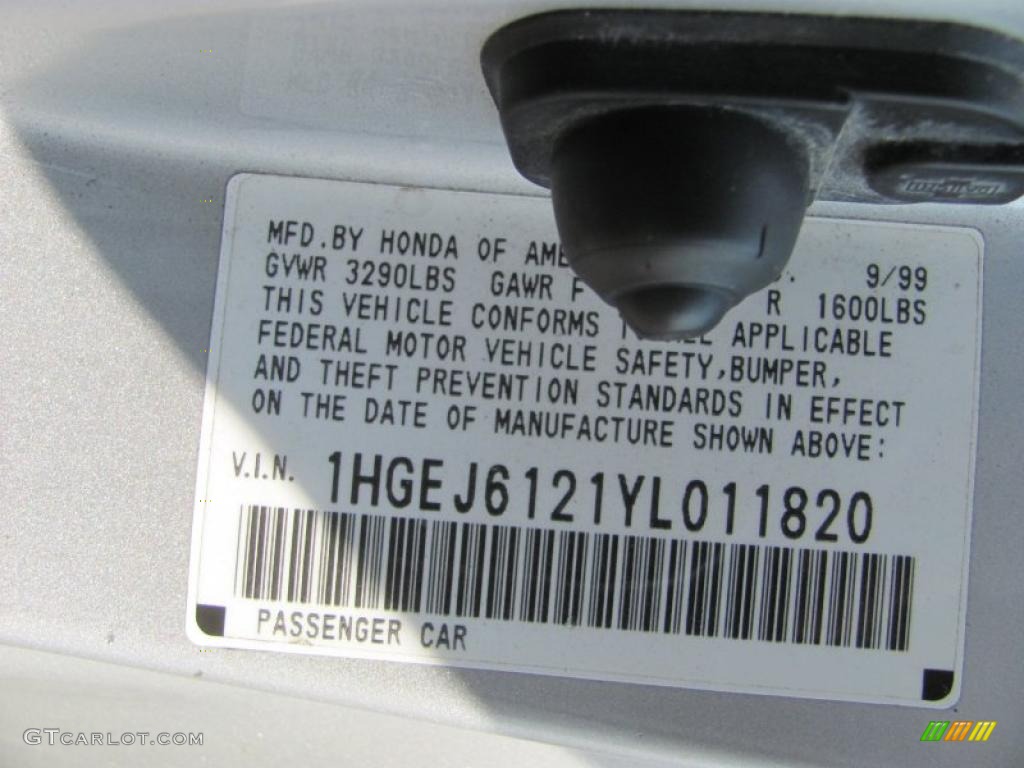 MFD.BY HONDA OF AME 9/99
GVWR 3290LBS GAWR F R 1600LBS
THIS VEHICLE CONFORMS APPLICABLE
FEDERAL MOTOR VEHICLE SAFETY,BUMPER,
AND THEFT PREVENTION STANDARDS IN EFFECT
ON THE DATE OF MANUFACTURE SHOWN ABOVE:
V.I.N. 1HGEJ6121YL011820
PASSENGER CAR
GTCARLOT.COM